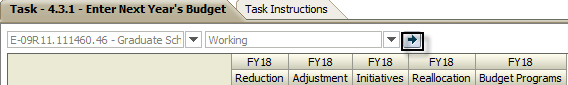 Task - 4.3.1 - Enter Next Year's Budget Task Instructions
E-09R11.111460.46 - Graduate Sch Working
FY18 FY18 FY18 FY18 FY18
Reduction Adjustment Initiatives Reallocation Budget Programs